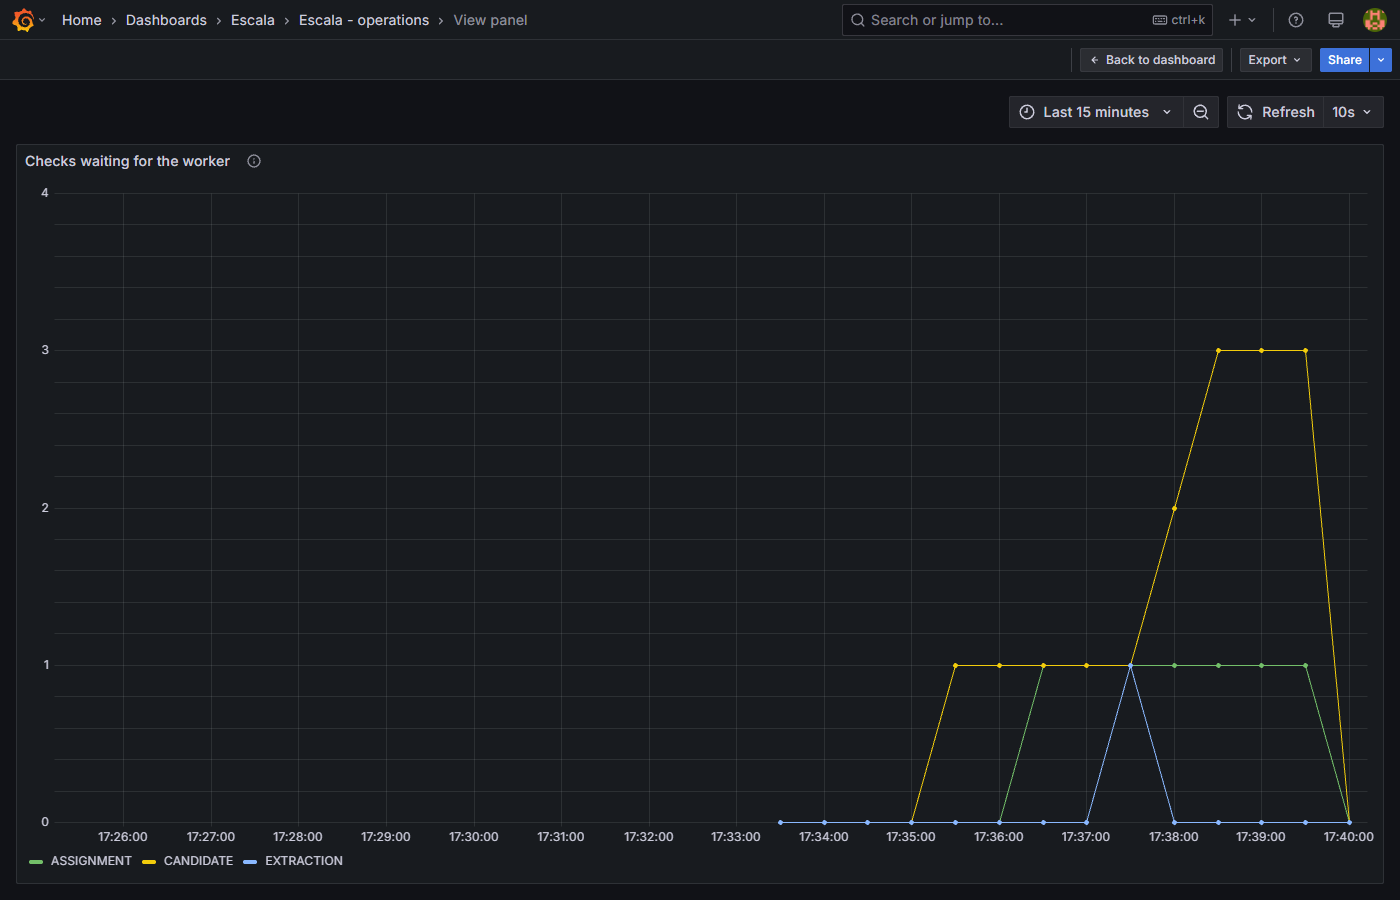 Home › Dashboards › Escala › Escala - operations › View panel
Search or jump to... ctrl+k
Back to dashboard Export Share
Last 15 minutes Refresh 10s
Checks waiting for the worker
4
3
2
1
0
17:26:00 17:27:00 17:28:00 17:29:00 17:30:00 17:31:00 17:32:00 17:33:00 17:34:00 17:35:00 17:36:00 17:37:00 17:38:00 17:39:00 17:40:00
ASSIGNMENT CANDIDATE EXTRACTION